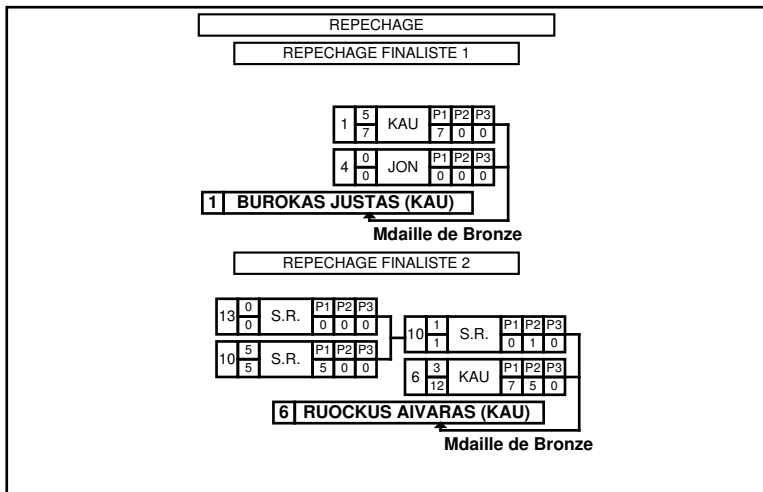 REPECHAGE
REPECHAGE FINALISTE 1
1 5 7 KAU P1 P2 P3 7 0 0
4 0 0 JON P1 P2 P3 0 0 0
1 BUROKAS JUSTAS (KAU)
Mdaille de Bronze
REPECHAGE FINALISTE 2
13 0 0 S.R. P1 P2 P3 0 0 0
10 5 5 S.R. P1 P2 P3 5 0 0
10 1 1 S.R. P1 P2 P3 0 1 0
6 3 12 KAU P1 P2 P3 7 5 0
6 RUOCKUS AIVARAS (KAU)
Mdaille de Bronze